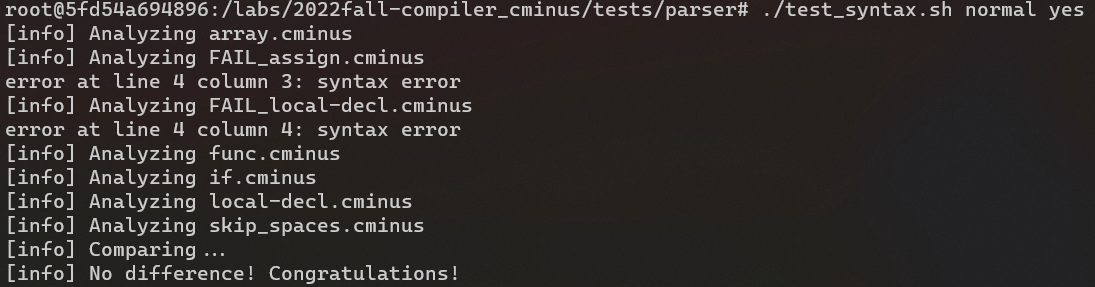 root@5fd54a694896:/labs/2022fall-compiler_cminus/tests/parser# ./test_syntax.sh normal yes
[info] Analyzing array.cminus
[info] Analyzing FAIL_assign.cminus
error at line 4 column 3: syntax error
[info] Analyzing FAIL_local-decl.cminus
error at line 4 column 4: syntax error
[info] Analyzing func.cminus
[info] Analyzing if.cminus
[info] Analyzing local-decl.cminus
[info] Analyzing skip_spaces.cminus
[info] Comparing...
[info] No difference! Congratulations!